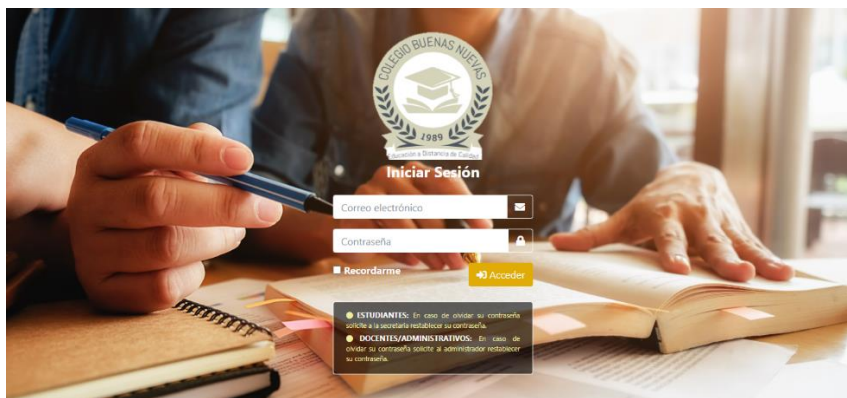 COLEGIO BUENAS NUEVAS
1989
Educación a Distancia de Calidad
Iniciar Sesión
Correo electrónico
Contraseña
Recordarme
Acceder
ESTUDIANTES: En caso de olvidar su contraseña
solicite a la secretaria restablecer su contraseña.
DOCENTES/ADMINISTRATIVOS: En caso de
olvidar su contraseña solicite al administrador restablecer
su contraseña.